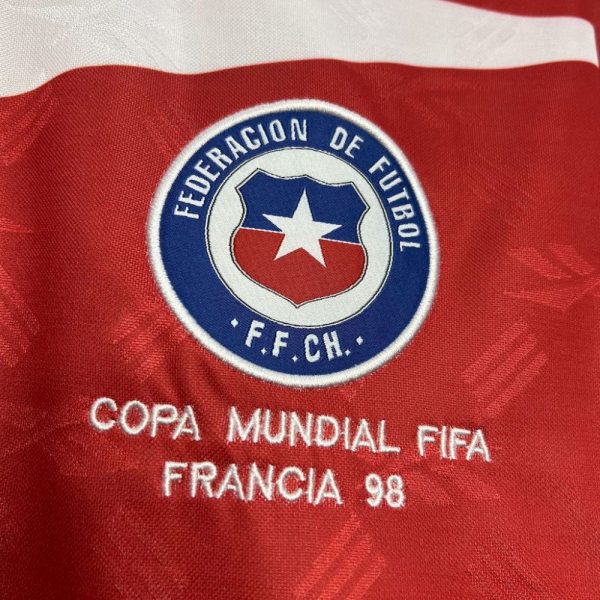 FEDERACION DE FUTBOL
· F.F.CH. ·
COPA MUNDIAL FIFA
FRANCIA 98